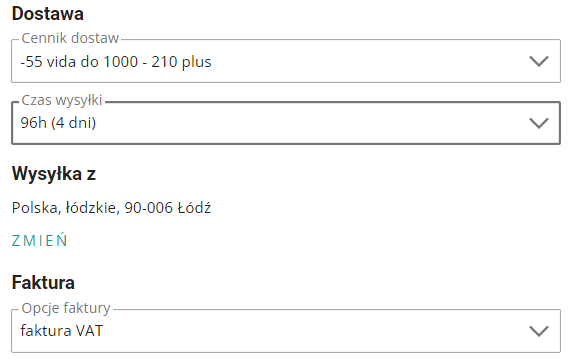 Dostawa
Cennik dostaw
-55 vida do 1000 - 210 plus
Czas wysyłki
96h (4 dni)
Wysyłka z
Polska, łódzkie, 90-006 Łódź
ZMIEŃ
Faktura
Opcje faktury
faktura VAT